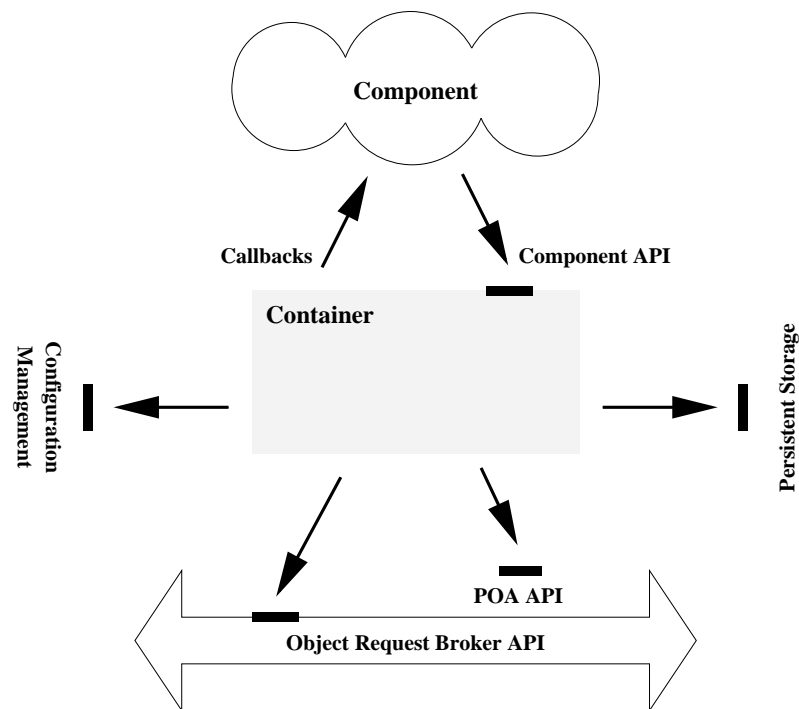 Component
Callbacks
Component API
Container
Configuration
Management
Persistent Storage
POA API
Object Request Broker API